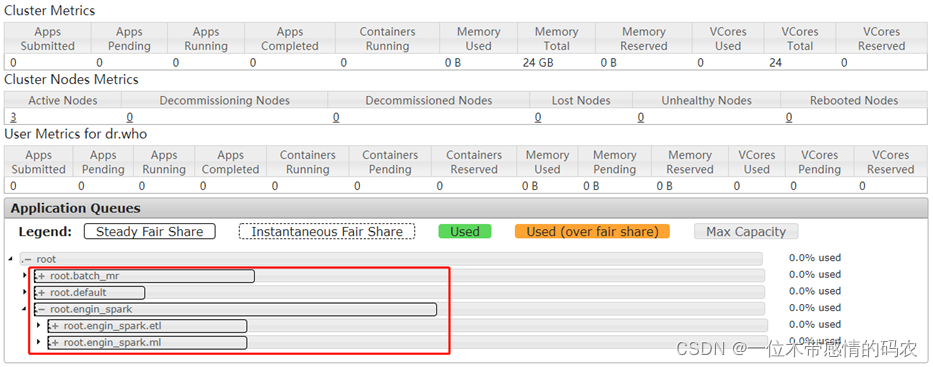 Cluster Metrics
Apps Submitted Apps Pending Apps Running Apps Completed Containers Running Memory Used Memory Total Memory Reserved VCores Used VCores Total VCores Reserved
0 0 0 0 0 0 B 24 GB 0 B 0 24 0
Cluster Nodes Metrics
Active Nodes Decommissioning Nodes Decommissioned Nodes Lost Nodes Unhealthy Nodes Rebooted Nodes
3 0 0 0 0 0
User Metrics for dr.who
Apps Submitted Apps Pending Apps Running Apps Completed Containers Running Containers Pending Containers Reserved Memory Used Memory Pending Memory Reserved VCores Used VCores Pending VCores Reserved
0 0 0 0 0 0 0 0 B 0 B 0 B 0 0 0
Application Queues
Legend: Steady Fair Share Instantaneous Fair Share Used Used (over fair share) Max Capacity
root 0.0% used
root.batch_mr 0.0% used
root.default 0.0% used
root.engin_spark 0.0% used
root.engin_spark.etl 0.0% used
root.engin_spark.ml 0.0% used
CSDN @一位木带感情的码农